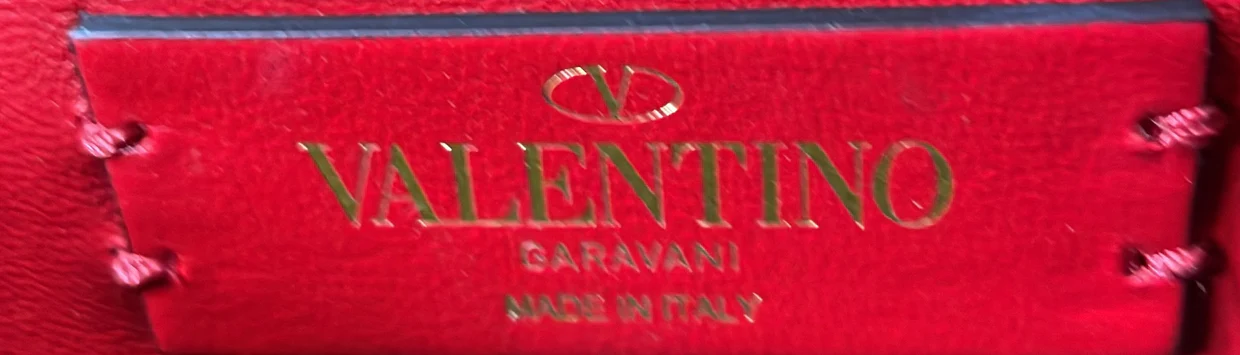 V
VALENTINO
GARAVANI
MADE IN ITALY